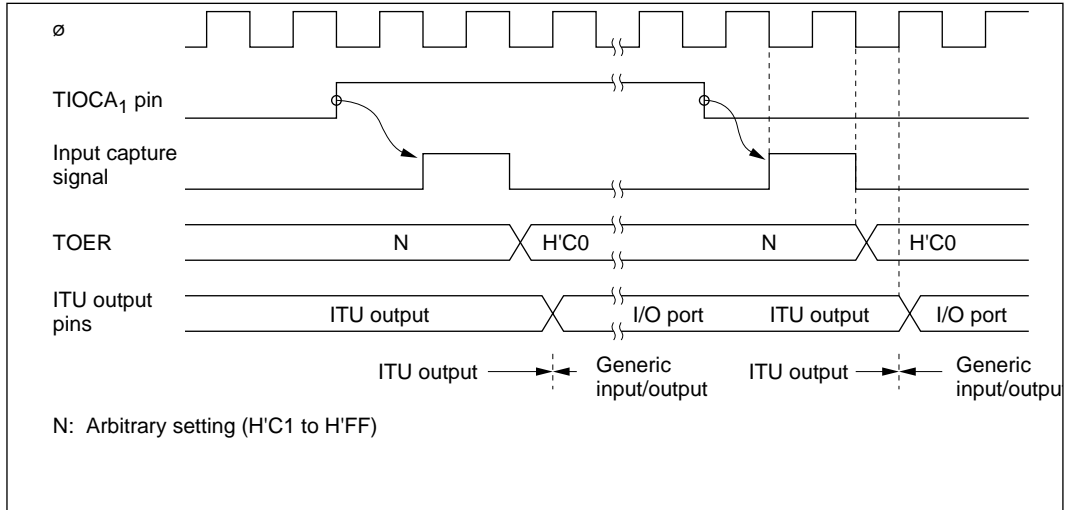 ø
TIOCA1 pin
Input capture
signal
TOER
N
H'C0
N
H'C0
ITU output
pins
ITU output
I/O port
ITU output
I/O port
ITU output
Generic
input/output
ITU output
Generic
input/output
N: Arbitrary setting (H'C1 to H'FF)